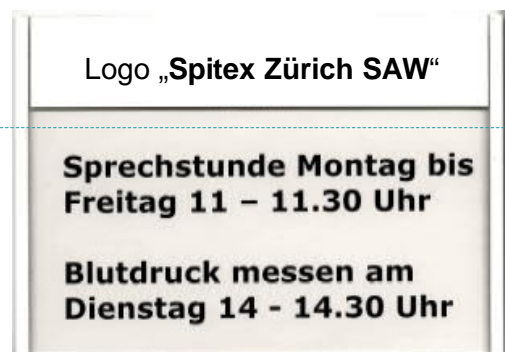 Logo „Spitex Zürich SAW“
Sprechstunde Montag bis
Freitag 11 – 11.30 Uhr
Blutdruck messen am
Dienstag 14 - 14.30 Uhr